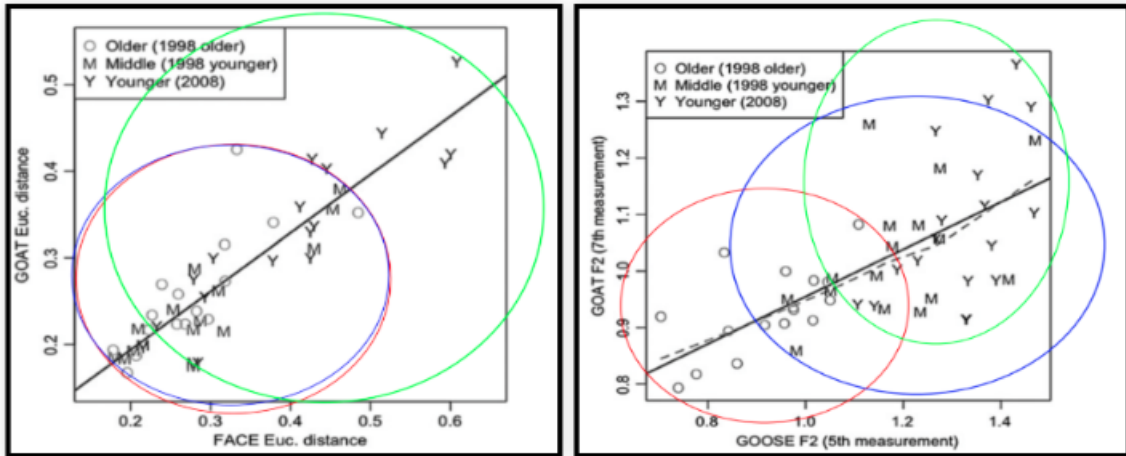 O Older (1998 older)
M Middle (1998 younger)
Y Younger (2008)
GOAT Euc. distance
0.5
0.4
0.3
0.2
0.2 0.3 0.4 0.5 0.6
FACE Euc. distance
O Older (1998 older)
M Middle (1998 younger)
Y Younger (2008)
GOAT F2 (7th measurement)
1.3
1.2
1.1
1.0
0.9
0.8
0.8 1.0 1.2 1.4
GOOSE F2 (5th measurement)